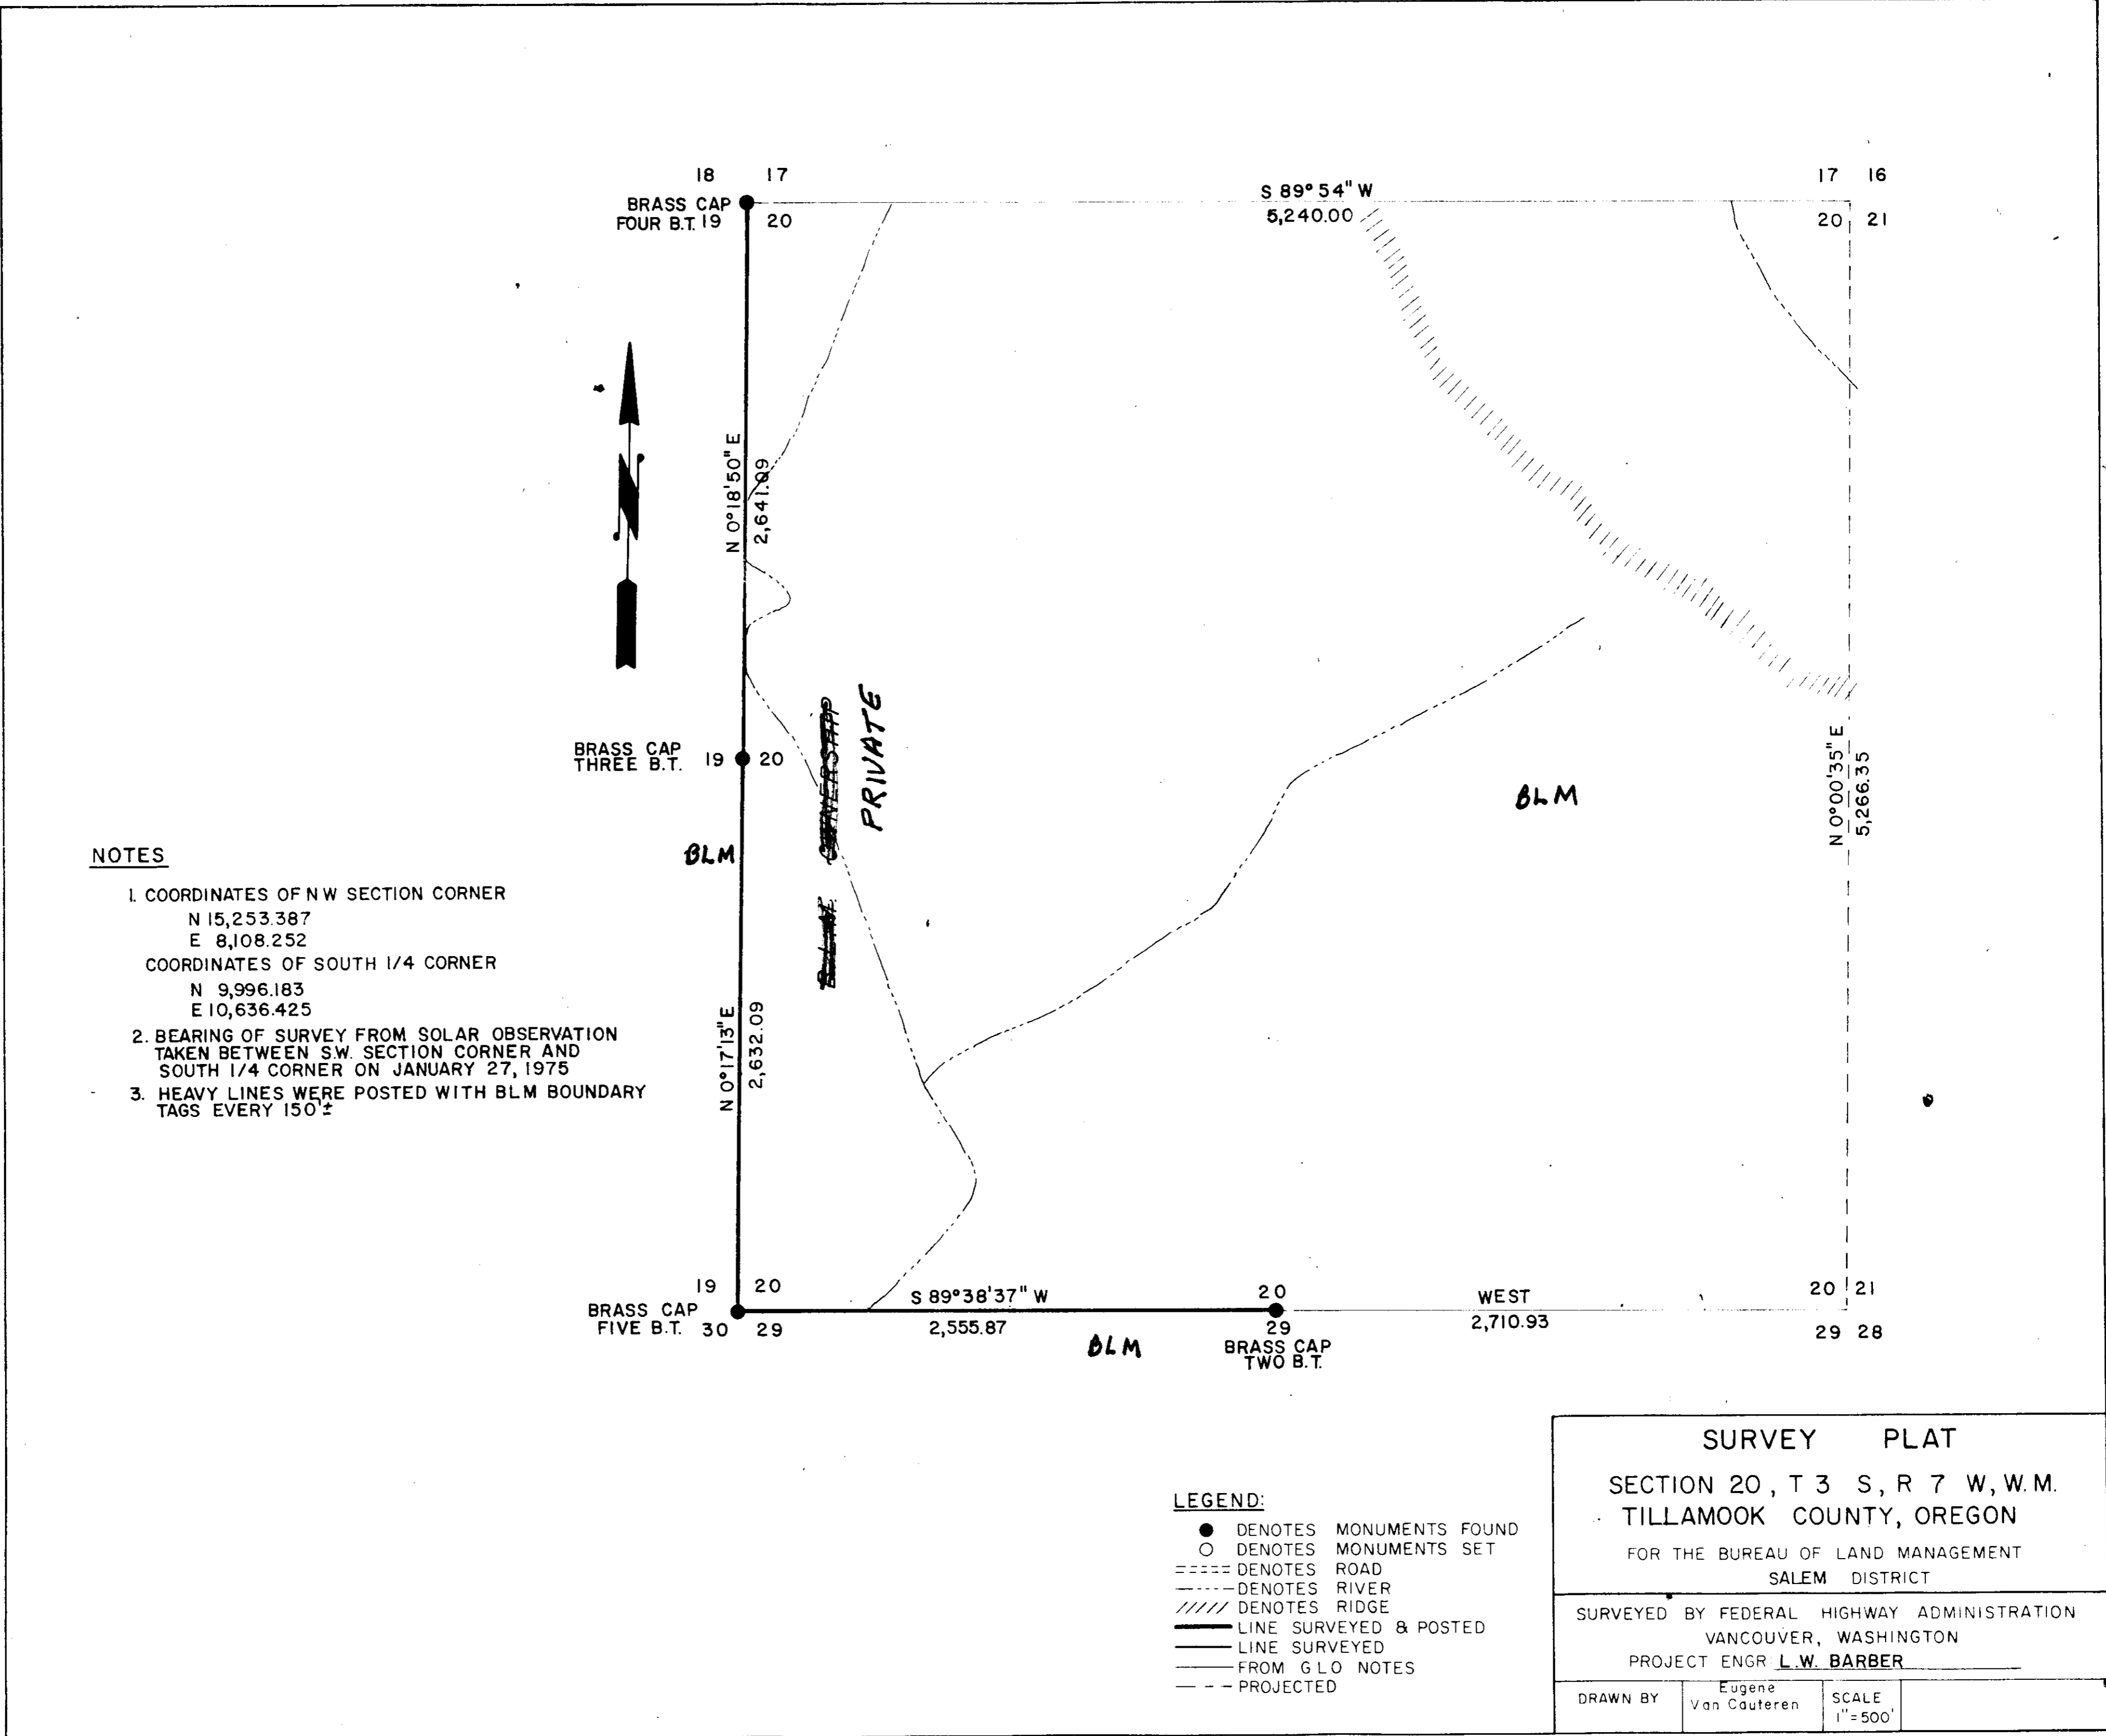 18 17
BRASS CAP
FOUR B.T. 19 20
S 89° 54" W
5,240.00
17 16
20 21
N 0°18'50" E
2,641.09
BRASS CAP
THREE B.T. 19 20
B.L.M. OWNERSHIP
PRIVATE
BLM
BLM
N 0°00'35" E
5,266.35
NOTES
1. COORDINATES OF NW SECTION CORNER
N 15,253.387
E 8,108.252
COORDINATES OF SOUTH 1/4 CORNER
N 9,996.183
E 10,636.425
2. BEARING OF SURVEY FROM SOLAR OBSERVATION
TAKEN BETWEEN S.W. SECTION CORNER AND
SOUTH 1/4 CORNER ON JANUARY 27, 1975
3. HEAVY LINES WERE POSTED WITH BLM BOUNDARY
TAGS EVERY 150'±
N 0°17'13" E
2,632.09
19 20
BRASS CAP
FIVE B.T. 30 29
S 89°38'37" W
2,555.87
BLM
20
29
BRASS CAP
TWO B.T.
WEST
2,710.93
20 21
29 28
LEGEND:
DENOTES MONUMENTS FOUND
DENOTES MONUMENTS SET
DENOTES ROAD
DENOTES RIVER
DENOTES RIDGE
LINE SURVEYED & POSTED
LINE SURVEYED
FROM GLO NOTES
PROJECTED
SURVEY PLAT
SECTION 20, T 3 S, R 7 W, W.M.
TILLAMOOK COUNTY, OREGON
FOR THE BUREAU OF LAND MANAGEMENT
SALEM DISTRICT
SURVEYED BY FEDERAL HIGHWAY ADMINISTRATION
VANCOUVER, WASHINGTON
PROJECT ENGR. L.W. BARBER
DRAWN BY
Eugene
Van Cauteren
SCALE
1"=500'